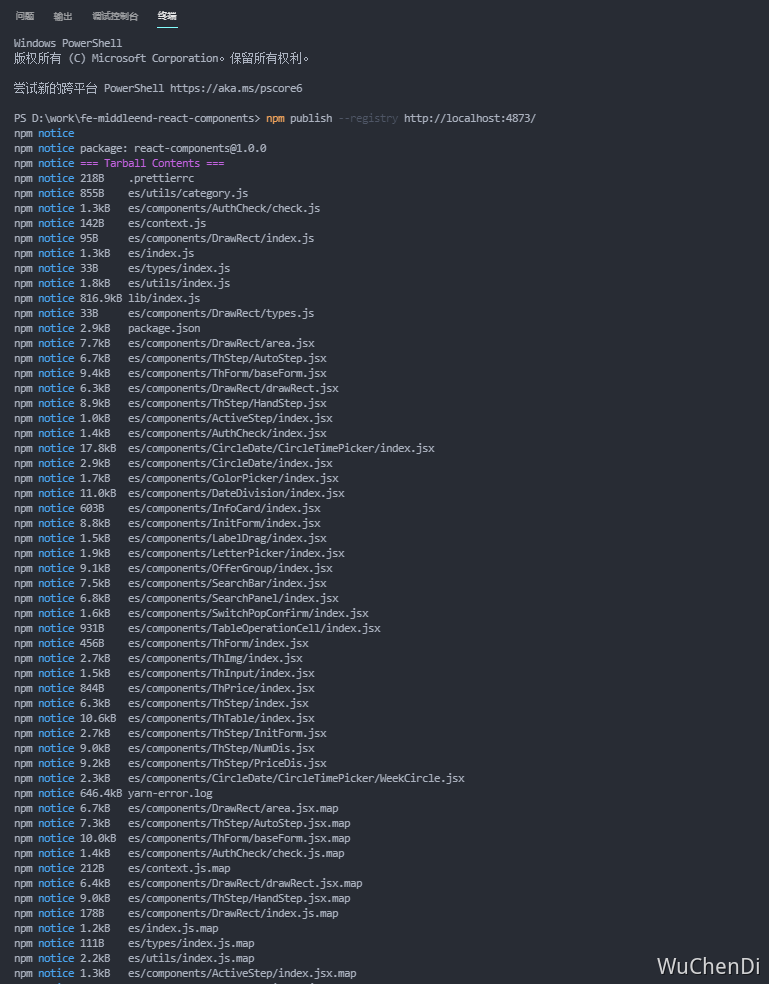 问题 输出 调试控制台 终端
Windows PowerShell
版权所有 (C) Microsoft Corporation。保留所有权利。
尝试新的跨平台 PowerShell https://aka.ms/pscore6
PS D:\work\fe-middleend-react-components> npm publish --registry http://localhost:4873/
npm notice
npm notice package: react-components@1.0.0
npm notice === Tarball Contents ===
npm notice 218B .prettierrc
npm notice 855B es/utils/category.js
npm notice 1.3kB es/components/AuthCheck/check.js
npm notice 142B es/context.js
npm notice 95B es/components/DrawRect/index.js
npm notice 1.3kB es/index.js
npm notice 33B es/types/index.js
npm notice 1.8kB es/utils/index.js
npm notice 816.9kB lib/index.js
npm notice 33B es/components/DrawRect/types.js
npm notice 2.9kB package.json
npm notice 7.7kB es/components/DrawRect/area.jsx
npm notice 6.7kB es/components/ThStep/AutoStep.jsx
npm notice 9.4kB es/components/ThForm/baseForm.jsx
npm notice 6.3kB es/components/DrawRect/drawRect.jsx
npm notice 8.9kB es/components/ThStep/HandStep.jsx
npm notice 1.0kB es/components/ActiveStep/index.jsx
npm notice 1.4kB es/components/AuthCheck/index.jsx
npm notice 17.8kB es/components/CircleDate/CircleTimePicker/index.jsx
npm notice 2.9kB es/components/CircleDate/index.jsx
npm notice 1.7kB es/components/ColorPicker/index.jsx
npm notice 11.0kB es/components/DateDivision/index.jsx
npm notice 603B es/components/InfoCard/index.jsx
npm notice 8.8kB es/components/InitForm/index.jsx
npm notice 1.5kB es/components/LabelDrag/index.jsx
npm notice 1.9kB es/components/LetterPicker/index.jsx
npm notice 9.1kB es/components/OfferGroup/index.jsx
npm notice 7.5kB es/components/SearchBar/index.jsx
npm notice 6.8kB es/components/SearchPanel/index.jsx
npm notice 1.6kB es/components/SwitchPopConfirm/index.jsx
npm notice 931B es/components/TableOperationCell/index.jsx
npm notice 456B es/components/ThForm/index.jsx
npm notice 2.7kB es/components/ThImg/index.jsx
npm notice 1.5kB es/components/ThInput/index.jsx
npm notice 844B es/components/ThPrice/index.jsx
npm notice 6.3kB es/components/ThStep/index.jsx
npm notice 10.6kB es/components/ThTable/index.jsx
npm notice 2.7kB es/components/ThStep/InitForm.jsx
npm notice 9.0kB es/components/ThStep/NumDis.jsx
npm notice 9.2kB es/components/ThStep/PriceDis.jsx
npm notice 2.3kB es/components/CircleDate/CircleTimePicker/WeekCircle.jsx
npm notice 646.4kB yarn-error.log
npm notice 6.7kB es/components/DrawRect/area.jsx.map
npm notice 7.3kB es/components/ThStep/AutoStep.jsx.map
npm notice 10.0kB es/components/ThForm/baseForm.jsx.map
npm notice 1.4kB es/components/AuthCheck/check.js.map
npm notice 212B es/context.js.map
npm notice 6.4kB es/components/DrawRect/drawRect.jsx.map
npm notice 9.0kB es/components/ThStep/HandStep.jsx.map
npm notice 178B es/components/DrawRect/index.js.map
npm notice 1.2kB es/index.js.map
npm notice 111B es/types/index.js.map
npm notice 2.2kB es/utils/index.js.map
npm notice 1.3kB es/components/ActiveStep/index.jsx.map
WuChenDi